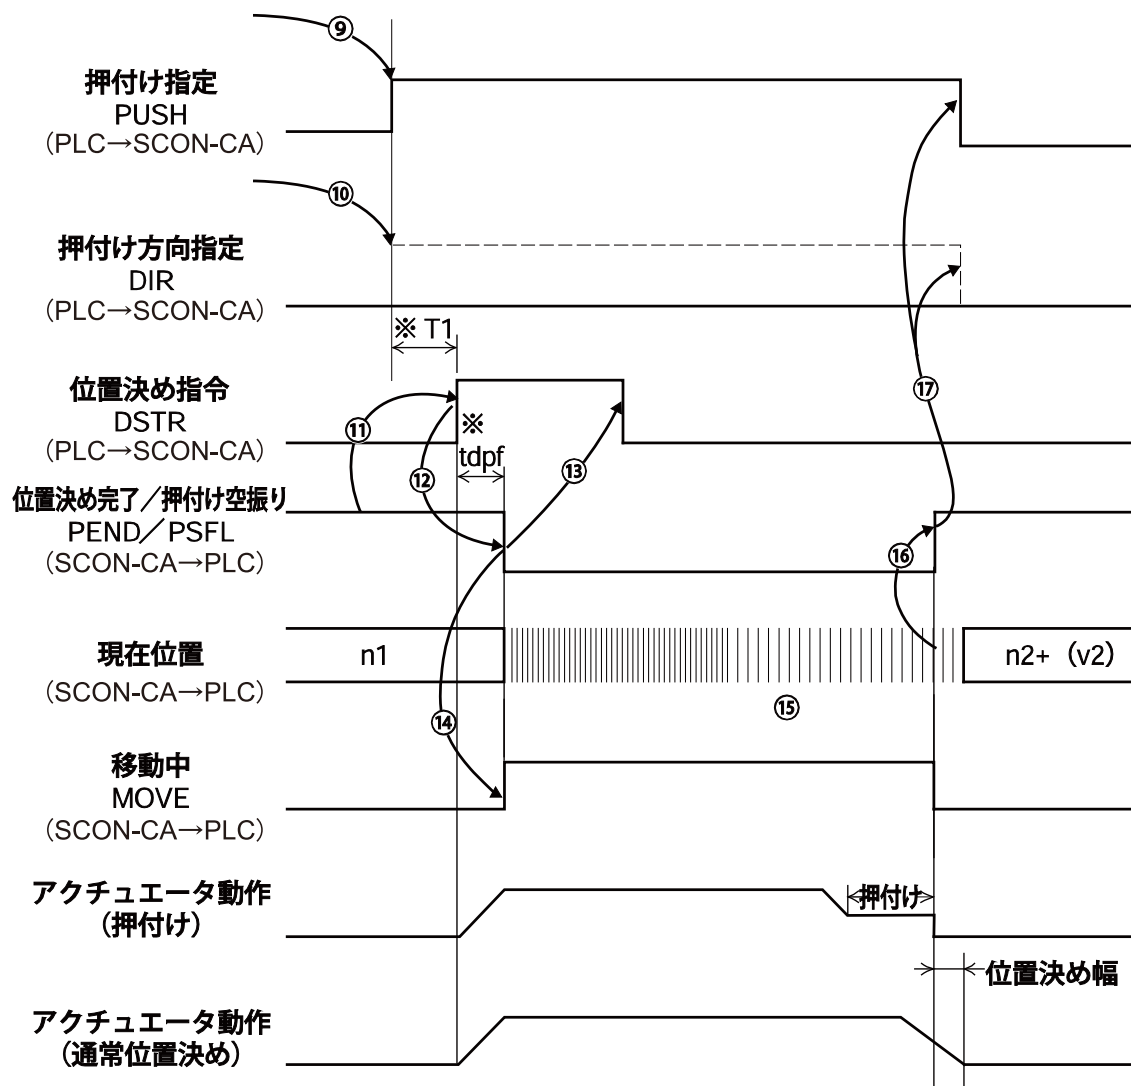 ⑨
押付け指定
PUSH
(PLC→SCON-CA)
⑩
押付け方向指定
DIR
(PLC→SCON-CA)
※ T1
位置決め指令
DSTR
(PLC→SCON-CA)
⑪
※
tdpf
⑫
⑬
⑰
位置決め完了／押付け空振り
PEND／PSFL
(SCON-CA→PLC)
⑯
現在位置
(SCON-CA→PLC)
n1
n2+（v2）
⑭
⑮
移動中
MOVE
(SCON-CA→PLC)
アクチュエータ動作
(押付け)
押付け
位置決め幅
アクチュエータ動作
(通常位置決め)